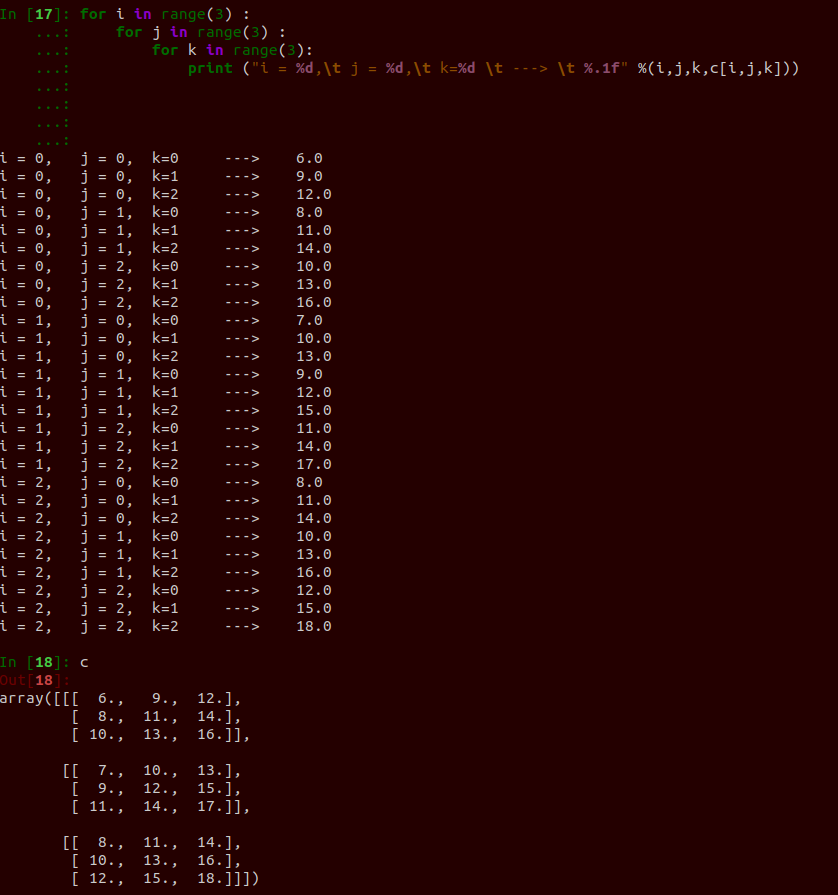 In [17]: for i in range(3) :
    ...:     for j in range(3) :
    ...:         for k in range(3):
    ...:             print ("i = %d,\t j = %d,\t k=%d \t ---> \t %.1f" %(i,j,k,c[i,j,k]))
    ...:
    ...:
    ...:
    ...:
i = 0,   j = 0,  k=0     --->    6.0
i = 0,   j = 0,  k=1     --->    9.0
i = 0,   j = 0,  k=2     --->    12.0
i = 0,   j = 1,  k=0     --->    8.0
i = 0,   j = 1,  k=1     --->    11.0
i = 0,   j = 1,  k=2     --->    14.0
i = 0,   j = 2,  k=0     --->    10.0
i = 0,   j = 2,  k=1     --->    13.0
i = 0,   j = 2,  k=2     --->    16.0
i = 1,   j = 0,  k=0     --->    7.0
i = 1,   j = 0,  k=1     --->    10.0
i = 1,   j = 0,  k=2     --->    13.0
i = 1,   j = 1,  k=0     --->    9.0
i = 1,   j = 1,  k=1     --->    12.0
i = 1,   j = 1,  k=2     --->    15.0
i = 1,   j = 2,  k=0     --->    11.0
i = 1,   j = 2,  k=1     --->    14.0
i = 1,   j = 2,  k=2     --->    17.0
i = 2,   j = 0,  k=0     --->    8.0
i = 2,   j = 0,  k=1     --->    11.0
i = 2,   j = 0,  k=2     --->    14.0
i = 2,   j = 1,  k=0     --->    10.0
i = 2,   j = 1,  k=1     --->    13.0
i = 2,   j = 1,  k=2     --->    16.0
i = 2,   j = 2,  k=0     --->    12.0
i = 2,   j = 2,  k=1     --->    15.0
i = 2,   j = 2,  k=2     --->    18.0
In [18]: c
Out[18]:
array([[[  6.,   9.,  12.],
        [  8.,  11.,  14.],
        [ 10.,  13.,  16.]],
       [[  7.,  10.,  13.],
        [  9.,  12.,  15.],
        [ 11.,  14.,  17.]],
       [[  8.,  11.,  14.],
        [ 10.,  13.,  16.],
        [ 12.,  15.,  18.]]])